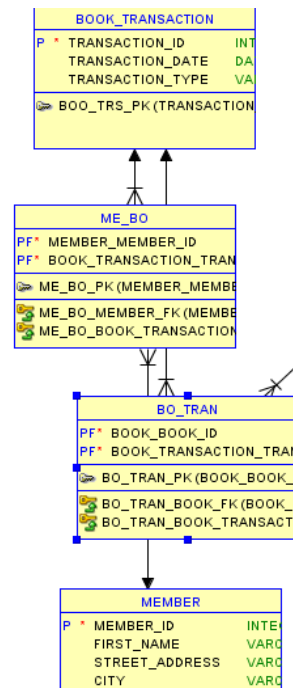 BOOK_TRANSACTION
P * TRANSACTION_ID INT
TRANSACTION_DATE DA
TRANSACTION_TYPE VA
BOO_TRS_PK (TRANSACTION
ME_BO
PF* MEMBER_MEMBER_ID
PF* BOOK_TRANSACTION_TRAN
ME_BO_PK (MEMBER_MEMBE
ME_BO_MEMBER_FK (MEMBE
ME_BO_BOOK_TRANSACTION
BO_TRAN
PF* BOOK_BOOK_ID
PF* BOOK_TRANSACTION_TRAN
BO_TRAN_PK (BOOK_BOOK_
BO_TRAN_BOOK_FK (BOOK_
BO_TRAN_BOOK_TRANSACT
MEMBER
P * MEMBER_ID INTE
FIRST_NAME VARC
STREET_ADDRESS VARC
CITY VARC